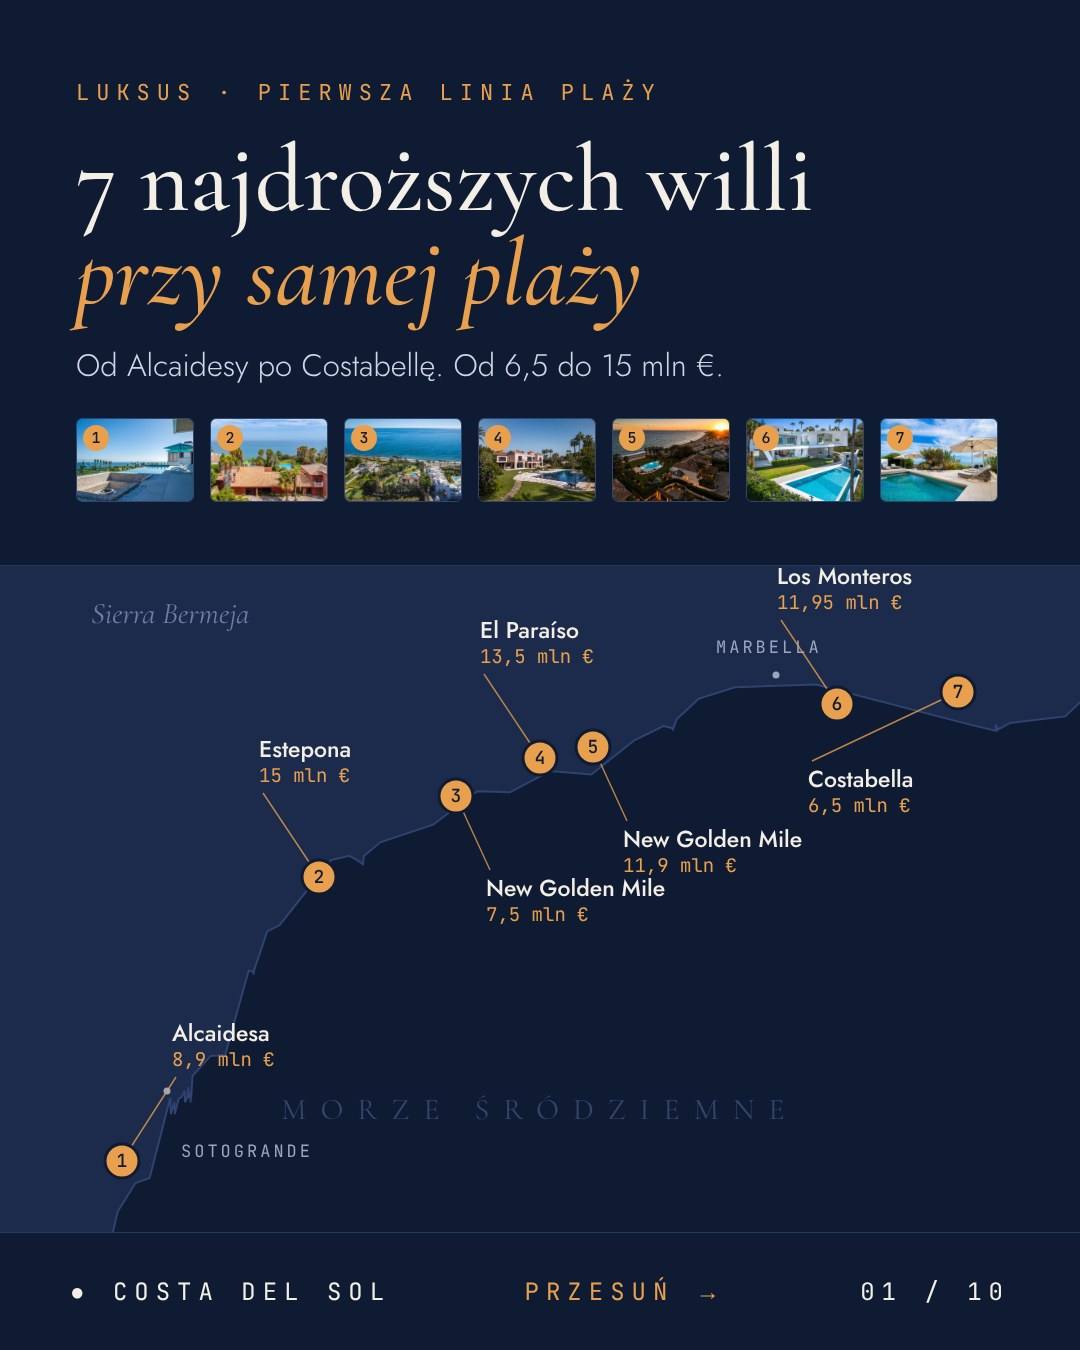 LUKSUS · PIERWSZA LINIA PLAŻY
7 najdroższych willi
przy samej plaży
Od Alcaidesy po Costabellę. Od 6,5 do 15 mln €.
1 2 3 4 5 6 7
Los Monteros
11,95 mln €
Sierra Bermeja
El Paraíso
13,5 mln €
MARBELLA
7
6
Estepona
15 mln €
5
4
Costabella
6,5 mln €
3
New Golden Mile
11,9 mln €
2
New Golden Mile
7,5 mln €
Alcaidesa
8,9 mln €
MORZE ŚRÓDZIEMNE
SOTOGRANDE
1
• COSTA DEL SOL PRZESUŃ → 01 / 10